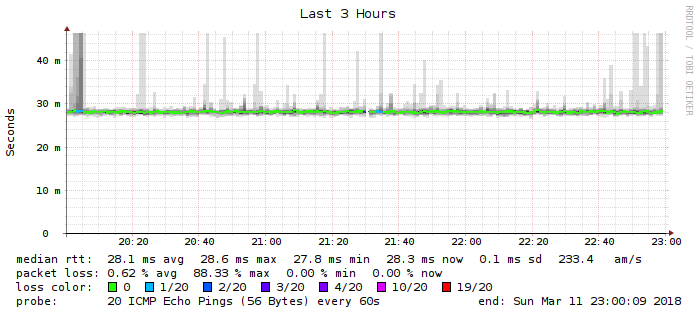 Last 3 Hours
RRDTOOL / TOBI OETIKER
Seconds
40 m
30 m
20 m
10 m
0
20:20 20:40 21:00 21:20 21:40 22:00 22:20 22:40 23:00
median rtt: 28.1 ms avg 28.6 ms max 27.8 ms min 28.3 ms now 0.1 ms sd 233.4 am/s
packet loss: 0.62 % avg 88.33 % max 0.00 % min 0.00 % now
loss color: 0 1/20 2/20 3/20 4/20 10/20 19/20
probe: 20 ICMP Echo Pings (56 Bytes) every 60s end: Sun Mar 11 23:00:09 2018